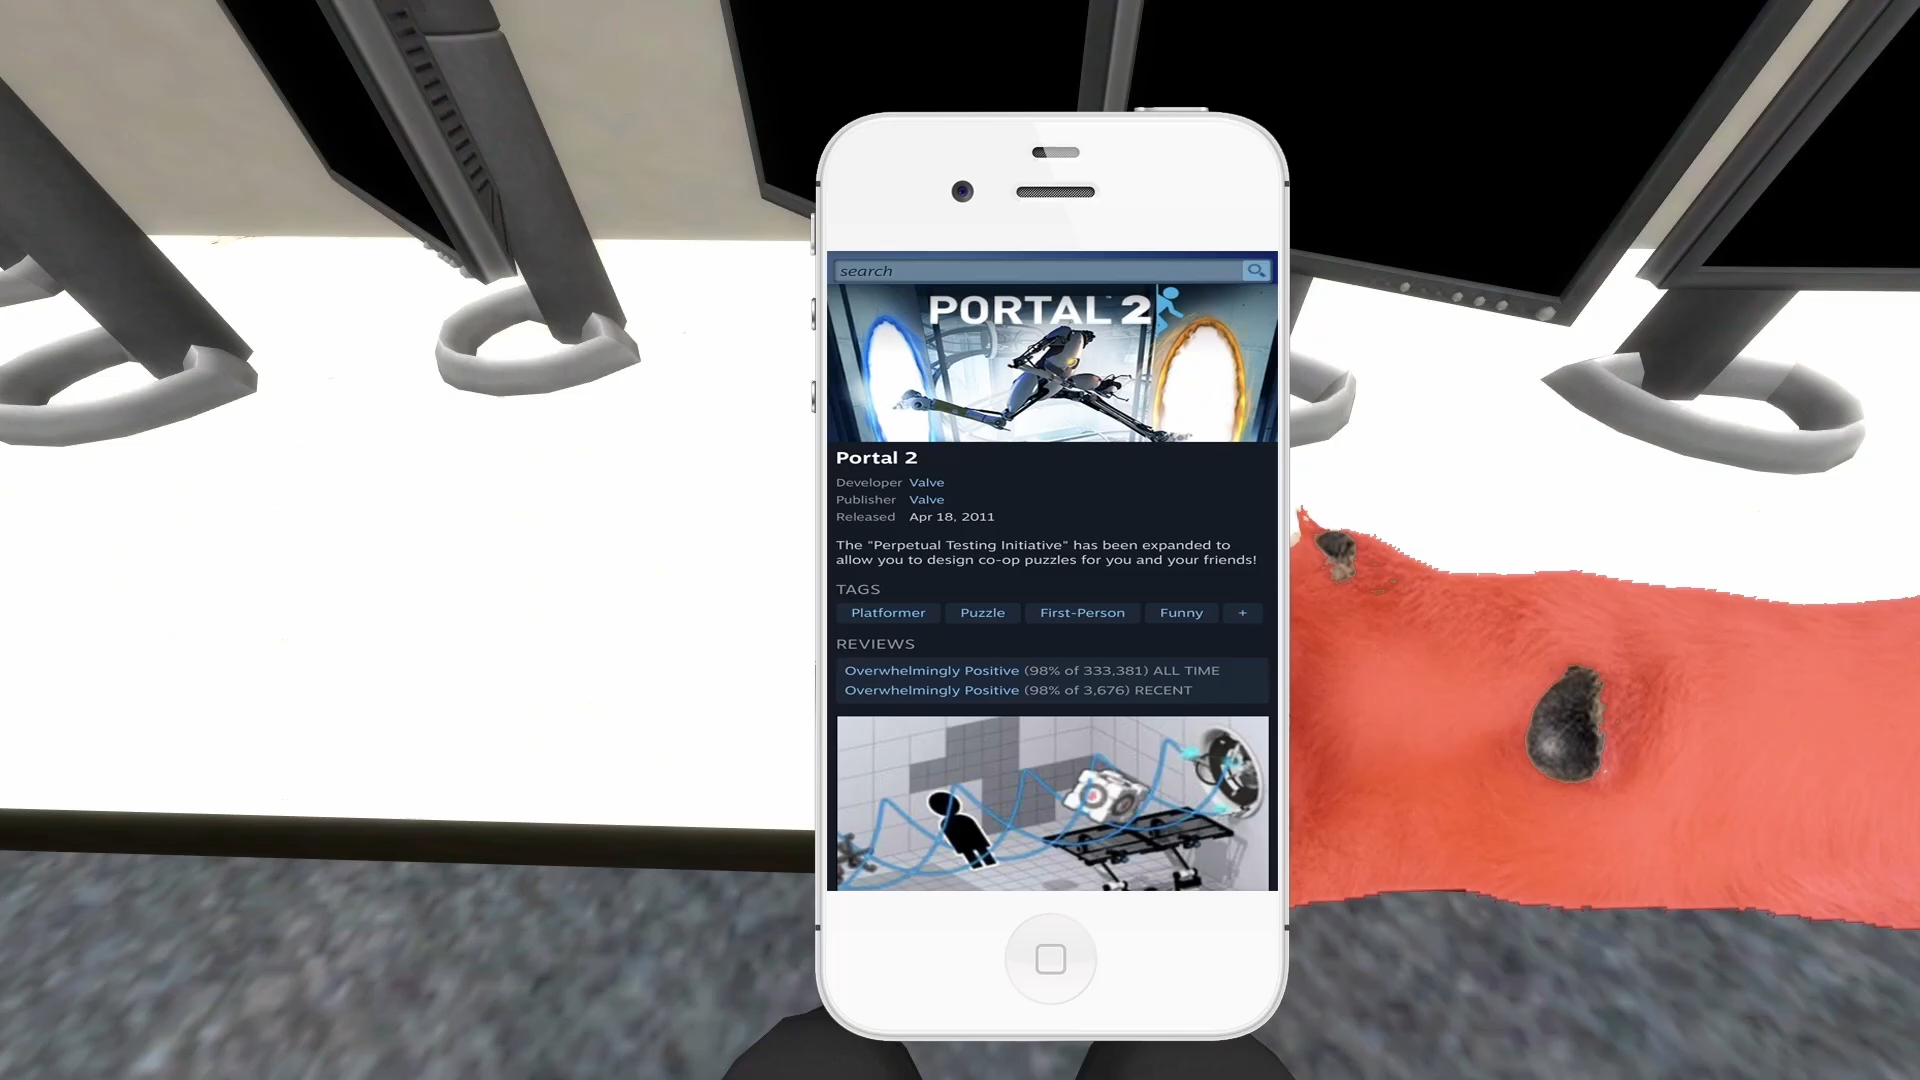 search
PORTAL 2
Portal 2
Developer Valve
Publisher Valve
Released Apr 18, 2011
The "Perpetual Testing Initiative" has been expanded to
allow you to design co-op puzzles for you and your friends!
TAGS
Platformer Puzzle First-Person Funny +
REVIEWS
Overwhelmingly Positive (98% of 333,381) ALL TIME
Overwhelmingly Positive (98% of 3,676) RECENT